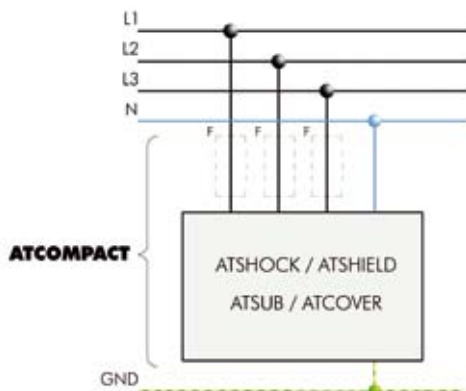 L1
L2
L3
N
F F F
ATCOMPACT
ATSHOCK / ATSHIELD
ATSUB / ATCOVER
GND